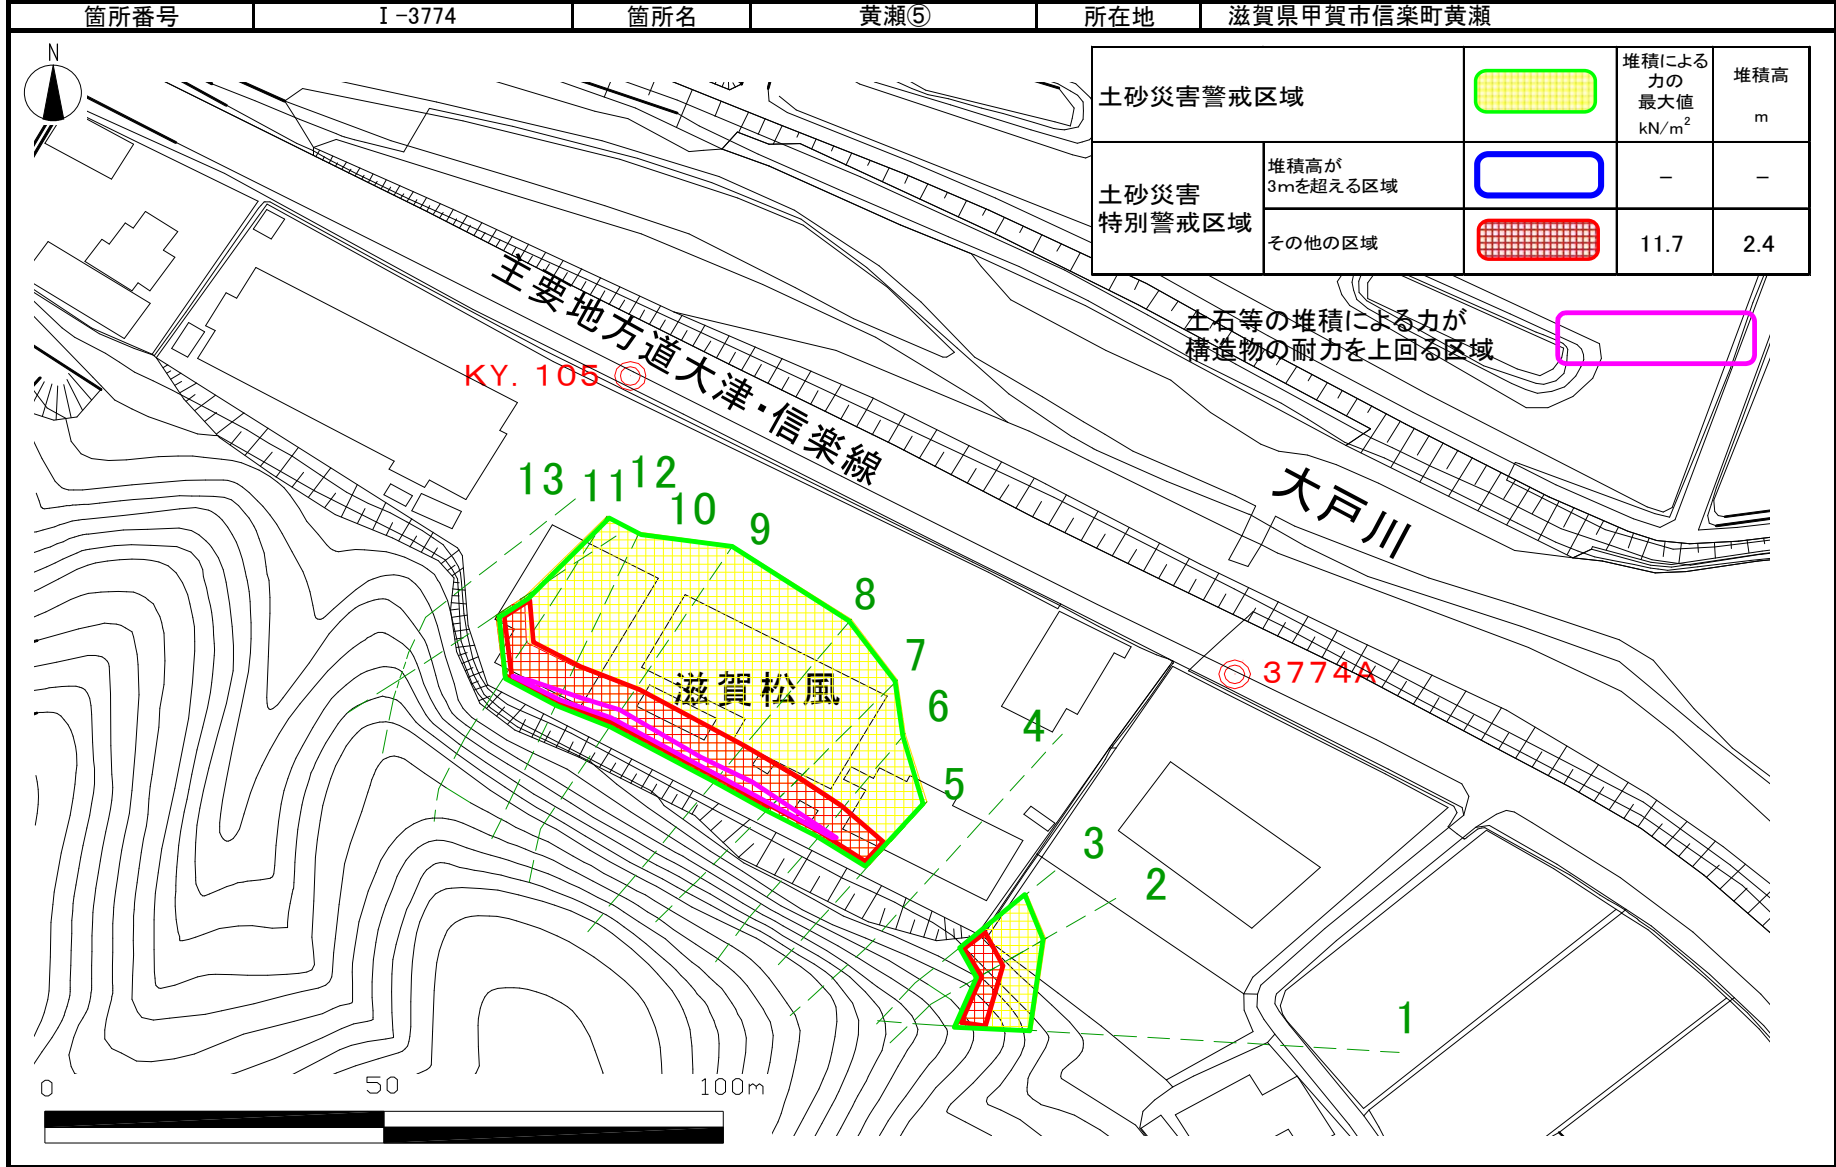 箇所番号 Ⅰ-3774 箇所名 黄瀬⑤ 所在地 滋賀県甲賀市信楽町黄瀬
N
土砂災害警戒区域
堆積による
力の
最大値
kN/m²
堆積高
m
土砂災害
特別警戒区域
堆積高が
3mを超える区域
－ －
その他の区域
11.7 2.4
土石等の堆積による力が
構造物の耐力を上回る区域
主要地方道大津・信楽線
KY. 105
大戸川
13 11 12 10 9 8 7 6 5 4 3 2 1
滋賀松風
3774A
0 50 100m